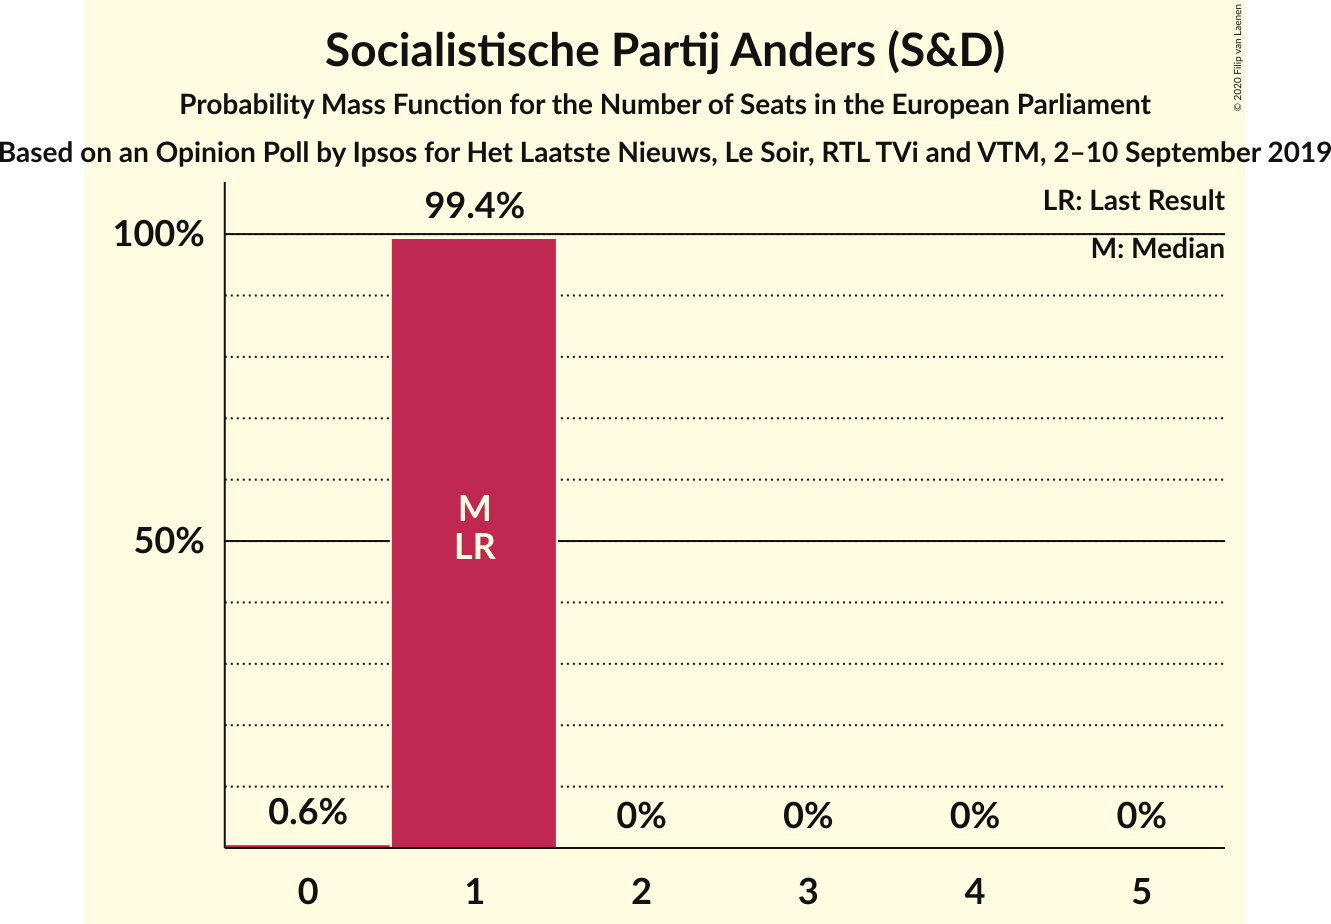 Socialistische Partij Anders (S&D)
Probability Mass Function for the Number of Seats in the European Parliament
Based on an Opinion Poll by Ipsos for Het Laatste Nieuws, Le Soir, RTL TVi and VTM, 2–10 September 2019
© 2020 Filip van Laenen
LR: Last Result
M: Median
99.4%
100%
50%
M
LR
0.6%
0%
0%
0%
0%
0
1
2
3
4
5